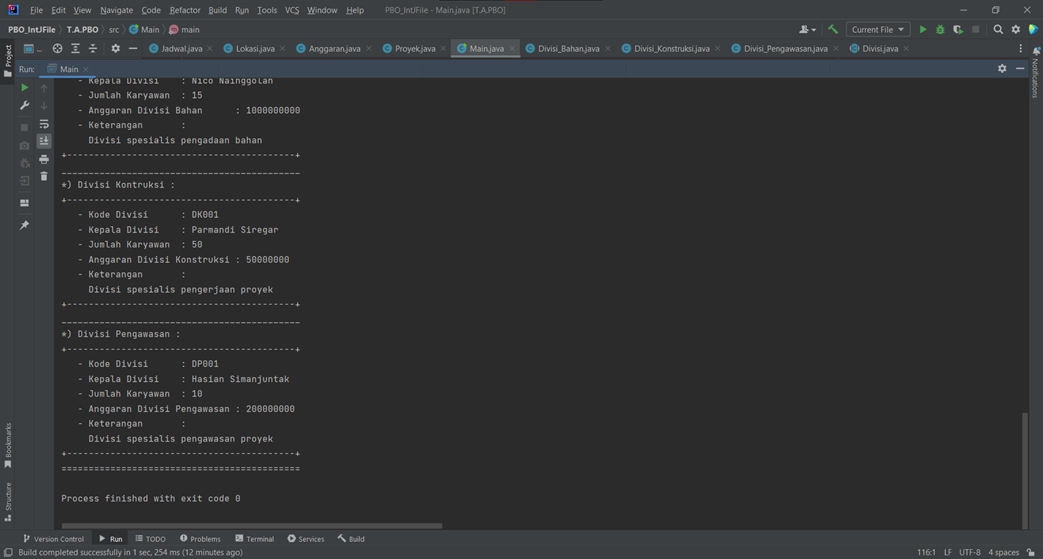 File Edit View Navigate Code Refactor Build Run Tools VCS Window Help PBO_IntJFile - Main.java [T.A.PBO]
PBO_IntJFile T.A.PBO src Main main Current File
Project Jadwal.java Lokasi.java Anggaran.java Proyek.java Main.java Divisi_Bahan.java Divisi_Konstruksi.java Divisi_Pengawasan.java Divisi.java Notifications
Run: Main
- Kepala Divisi : Nico Nainggolan
- Jumlah Karyawan : 15
- Anggaran Divisi Bahan : 1000000000
- Keterangan :
Divisi spesialis pengadaan bahan
+-------------------------------------------+
____________________________________________
*) Divisi Kontruksi :
+-------------------------------------------+
- Kode Divisi : DK001
- Kepala Divisi : Parmandi Siregar
- Jumlah Karyawan : 50
- Anggaran Divisi Konstruksi : 50000000
- Keterangan :
Divisi spesialis pengerjaan proyek
+-------------------------------------------+
____________________________________________
*) Divisi Pengawasan :
+-------------------------------------------+
- Kode Divisi : DP001
- Kepala Divisi : Hasian Simanjuntak
- Jumlah Karyawan : 10
- Anggaran Divisi Pengawasan : 200000000
- Keterangan :
Divisi spesialis pengawasan proyek
+-------------------------------------------+
============================================
Process finished with exit code 0
Bookmarks
Structure
Version Control Run TODO Problems Terminal Services Build
Build completed successfully in 1 sec, 254 ms (12 minutes ago) 116:1 LF UTF-8 4 spaces